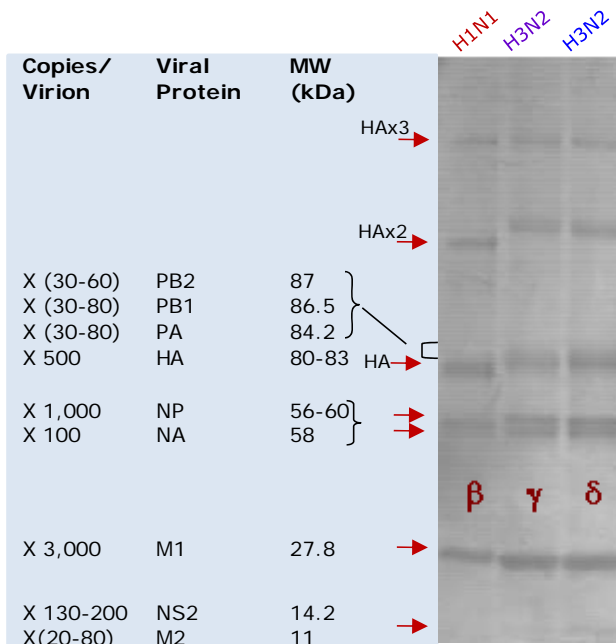 H1N1 H3N2 H3N2
Copies/ Viral MW
Virion Protein (kDa)
HAx3
HAx2
X (30-60) PB2 87
X (30-80) PB1 86.5
X (30-80) PA 84.2
X 500 HA 80-83 HA
X 1,000 NP 56-60
X 100 NA 58
β γ δ
X 3,000 M1 27.8
X 130-200 NS2 14.2
X(20-80) M2 11